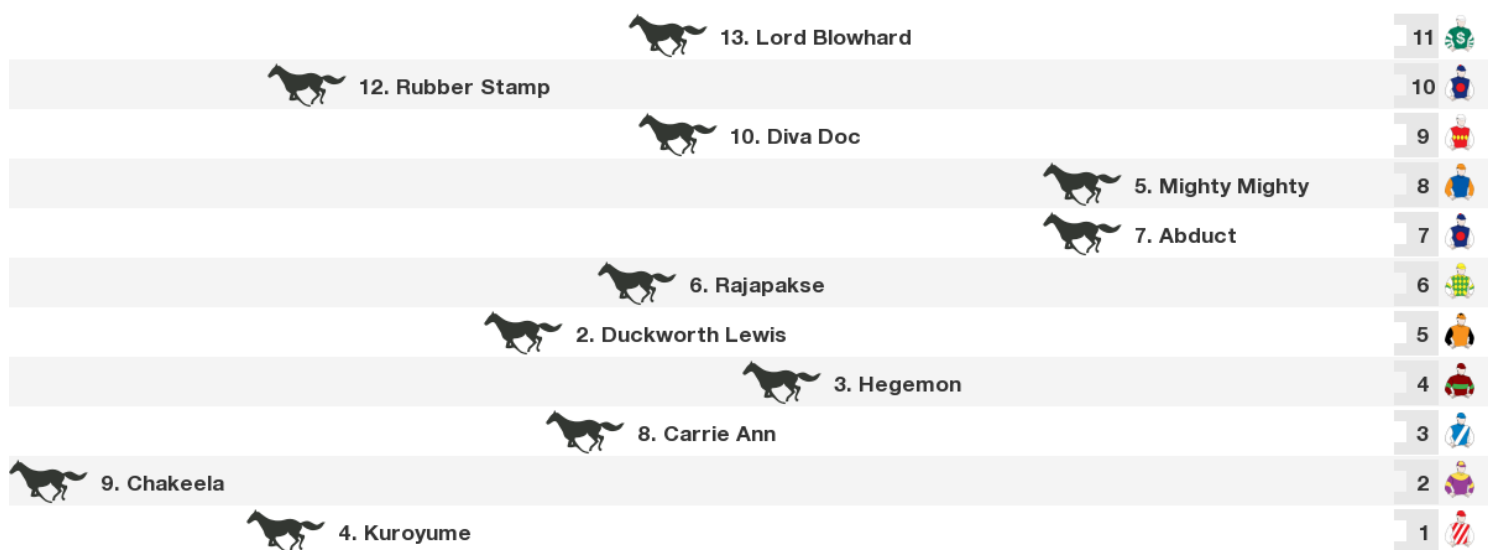 13. Lord Blowhard 11 S
12. Rubber Stamp 10
10. Diva Doc 9
5. Mighty Mighty 8
7. Abduct 7
6. Rajapakse 6
2. Duckworth Lewis 5
3. Hegemon 4
8. Carrie Ann 3
9. Chakeela 2
4. Kuroyume 1